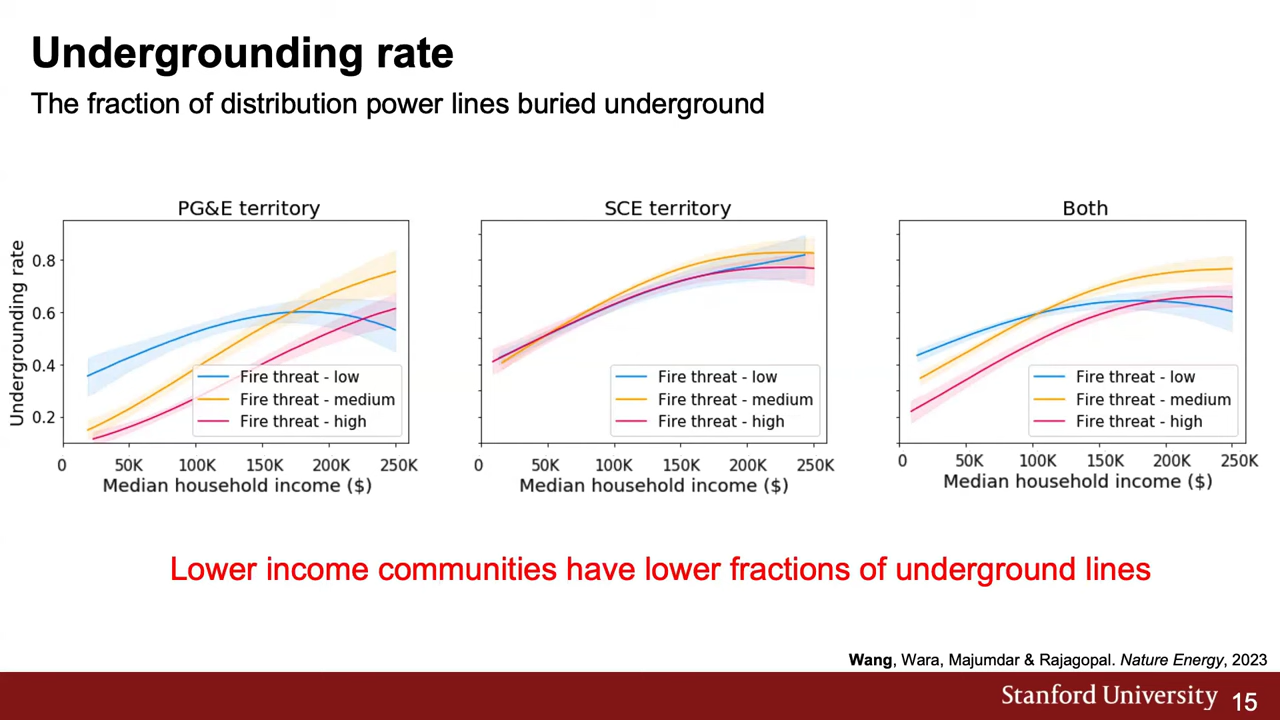 Undergrounding rate
The fraction of distribution power lines buried underground
PG&E territory
Undergrounding rate
0.8
0.6
0.4
0.2
Fire threat - low
Fire threat - medium
Fire threat - high
0 50K 100K 150K 200K 250K
Median household income ($)
SCE territory
Fire threat - low
Fire threat - medium
Fire threat - high
0 50K 100K 150K 200K 250K
Median household income ($)
Both
Fire threat - low
Fire threat - medium
Fire threat - high
0 50K 100K 150K 200K 250K
Median household income ($)
Lower income communities have lower fractions of underground lines
Wang, Wara, Majumdar & Rajagopal. Nature Energy, 2023
Stanford University 15